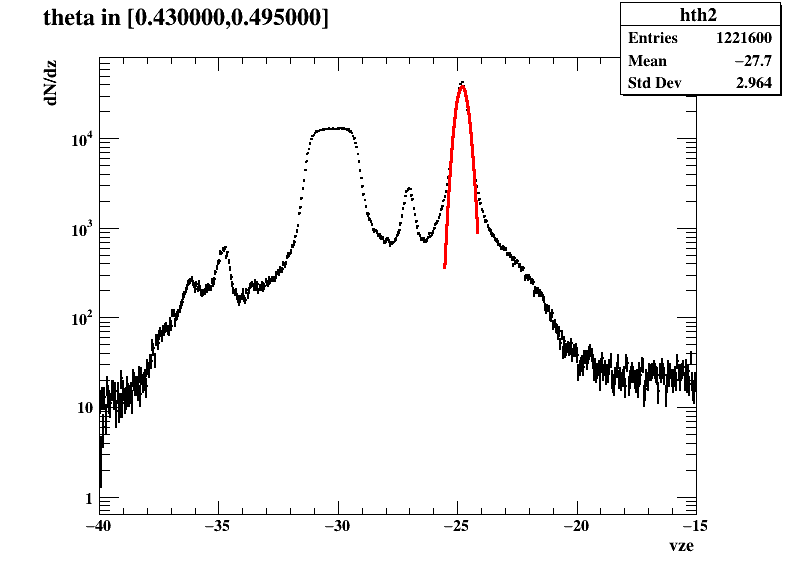 theta in [0.430000,0.495000]
hth2
Entries 1221600
Mean −27.7
Std Dev 2.964
dN/dz
10⁴
10³
10²
10
1
−40 −35 −30 −25 −20 −15
vze